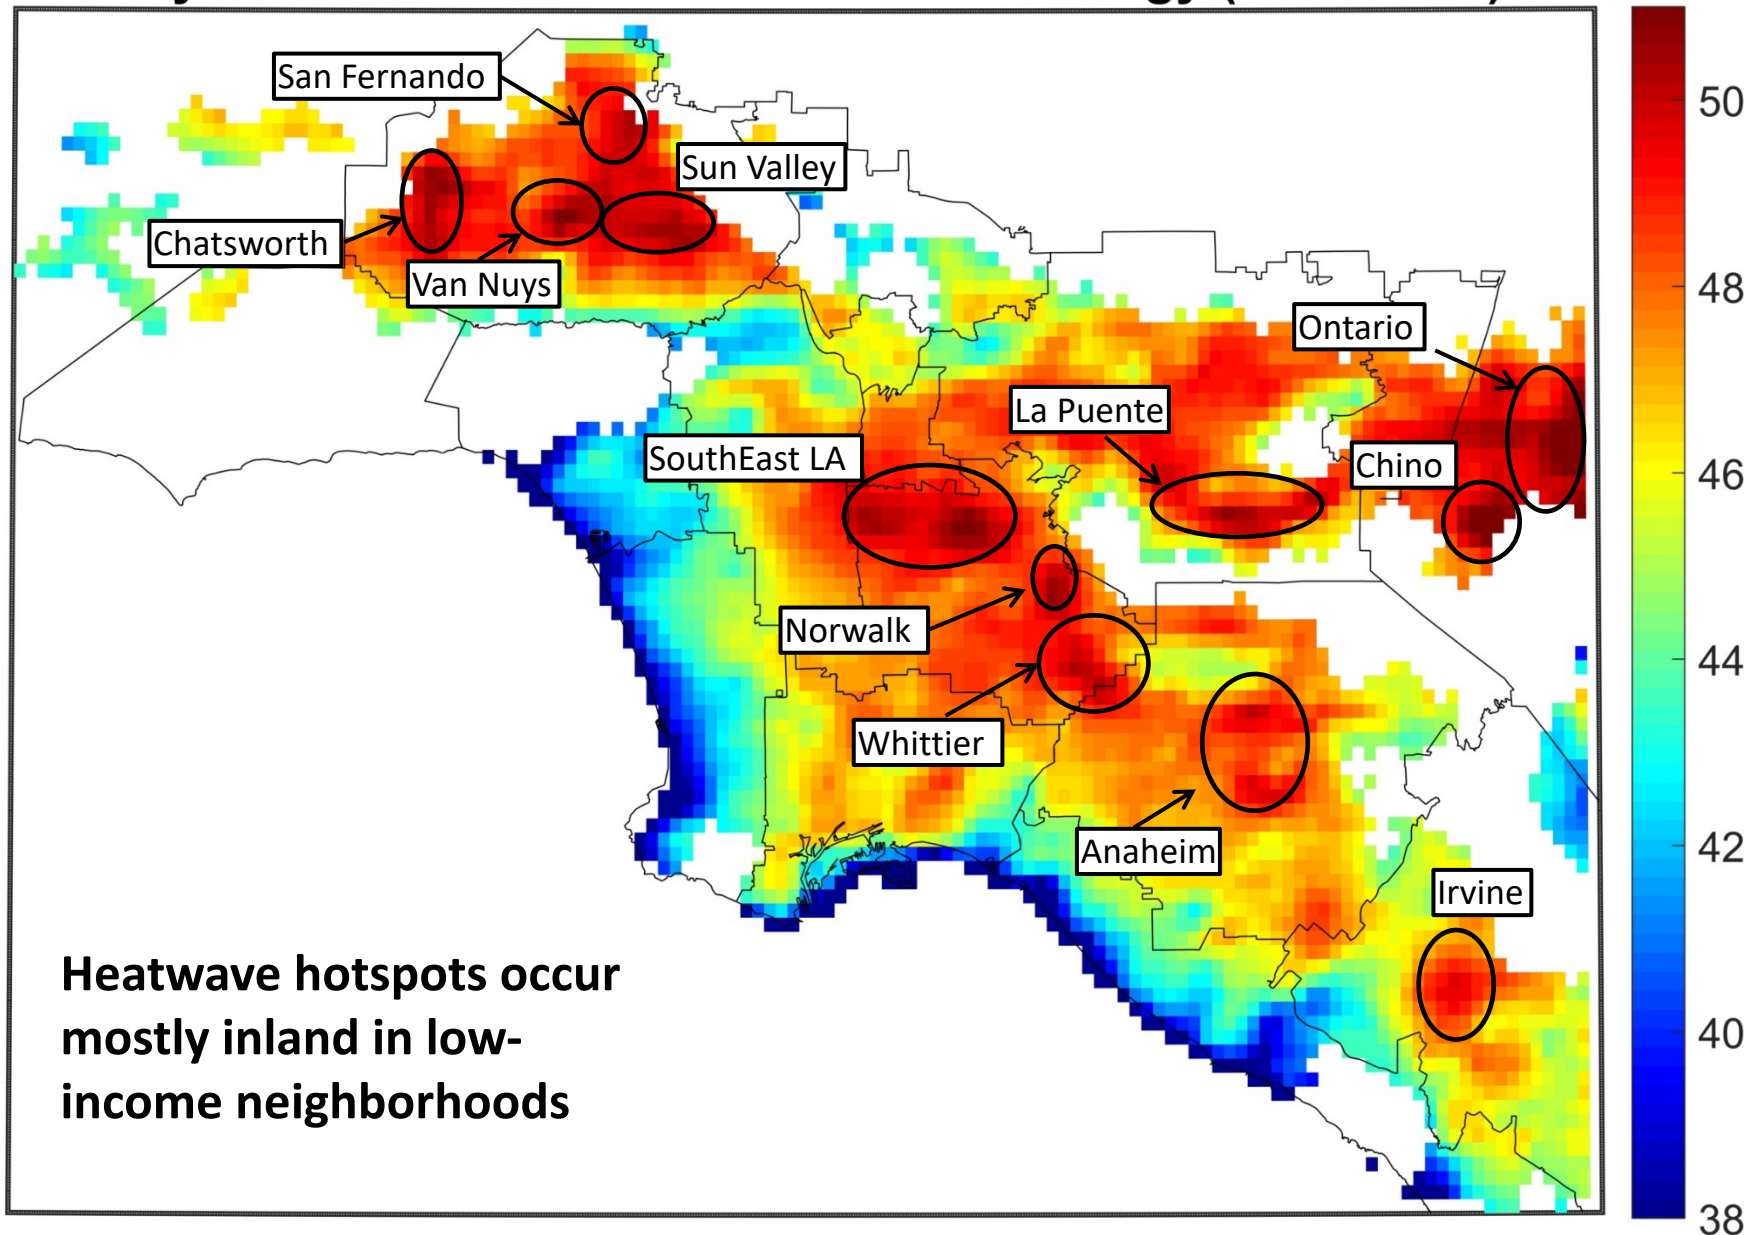 San Fernando
Sun Valley
Chatsworth
Van Nuys
Ontario
La Puente
SouthEast LA
Chino
Norwalk
Whittier
Anaheim
Irvine
Heatwave hotspots occur
mostly inland in low-
income neighborhoods
50
48
46
44
42
40
38